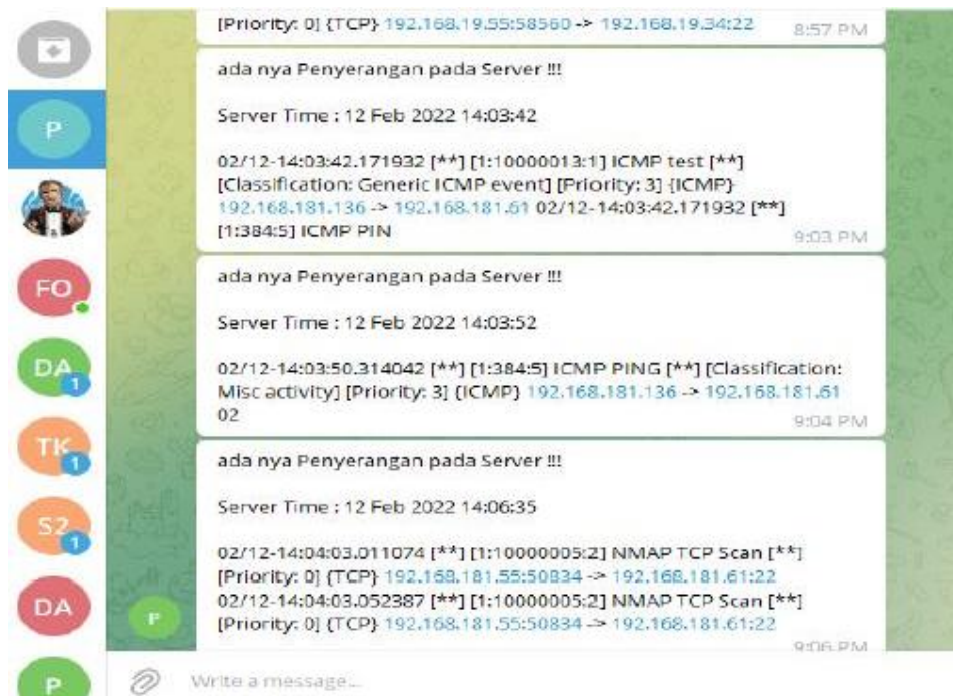 [Priority: 0] {TCP} 192.168.19.55:58560 -> 192.168.19.34:22
8:57 PM
ada nya Penyerangan pada Server !!!
Server Time : 12 Feb 2022 14:03:42
02/12-14:03:42.171932 [**] [1:10000013:1] ICMP test [**]
[Classification: Generic ICMP event] [Priority: 3] {ICMP}
192.168.181.136 -> 192.168.181.61 02/12-14:03:42.171932 [**]
[1:384:5] ICMP PIN
9:03 PM
ada nya Penyerangan pada Server !!!
Server Time : 12 Feb 2022 14:03:52
02/12-14:03:50.314042 [**] [1:384:5] ICMP PING [**] [Classification:
Misc activity] [Priority: 3] {ICMP} 192.168.181.136 -> 192.168.181.61
02
9:04 PM
ada nya Penyerangan pada Server !!!
Server Time : 12 Feb 2022 14:06:35
02/12-14:04:03.011074 [**] [1:10000005:2] NMAP TCP Scan [**]
[Priority: 0] {TCP} 192.168.181.55:50834 -> 192.168.181.61:22
02/12-14:04:03.052387 [**] [1:10000005:2] NMAP TCP Scan [**]
[Priority: 0] {TCP} 192.168.181.55:50834 -> 192.168.181.61:22
9:06 PM
P
FO
DA
1
TK
1
S2
1
DA
P
P
Write a message...